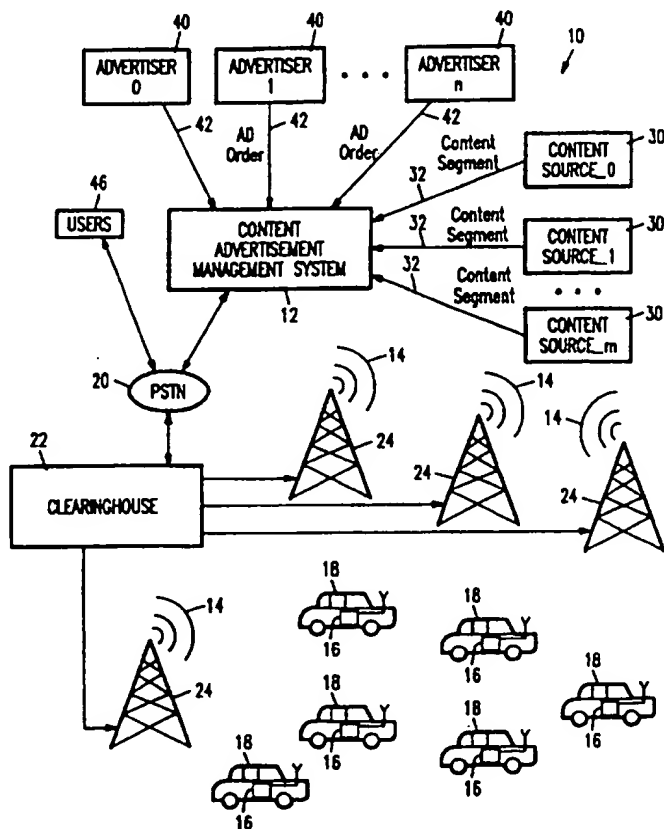 40
40
40
10
ADVERTISER
0
ADVERTISER
1
• • •
ADVERTISER
n
42
42
42
AD
Order
AD
Order
Content
Segment
32
CONTENT
SOURCE_0
30
46
USERS
CONTENT
ADVERTISEMENT
MANAGEMENT SYSTEM
12
Content
Segment
32
CONTENT
SOURCE_1
30
• • •
Content
Segment
32
CONTENT
SOURCE_m
30
20
PSTN
14
14
14
24
24
24
22
CLEARINGHOUSE
14
24
18
16
18
16
18
16
18
16
18
16
18
16